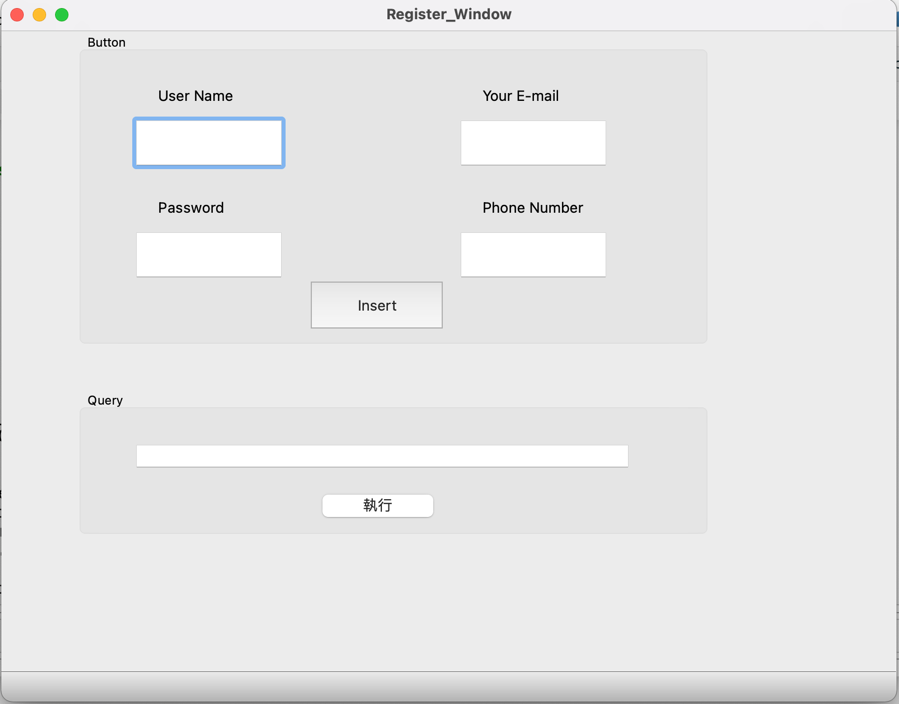 Register_Window
Button
User Name
Your E-mail
Password
Phone Number
Insert
Query
執行